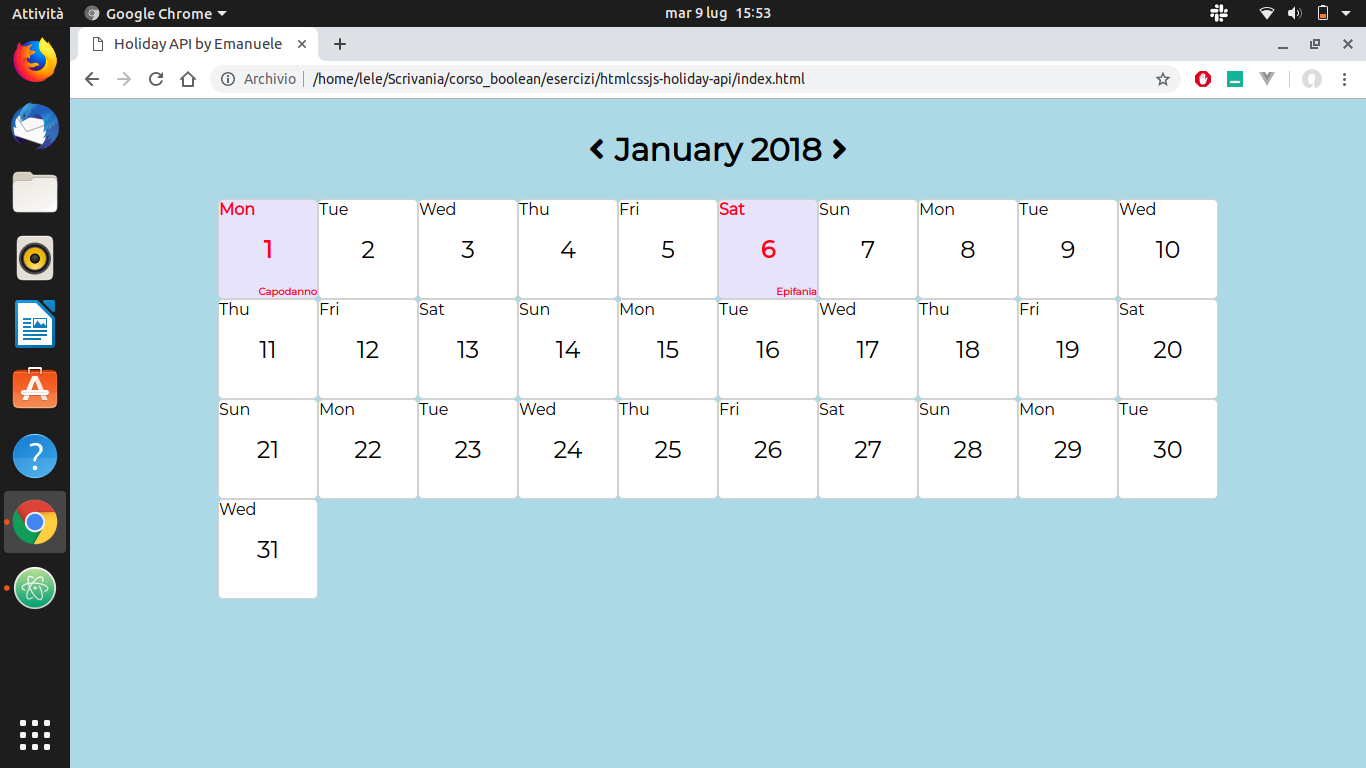 Attività Google Chrome mar 9 lug 15:53
Holiday API by Emanuele
Archivio /home/lele/Scrivania/corso_boolean/esercizi/htmlcssjs-holiday-api/index.html
January 2018
Mon Tue Wed Thu Fri Sat Sun Mon Tue Wed
1 2 3 4 5 6 7 8 9 10
Capodanno Epifania
Thu Fri Sat Sun Mon Tue Wed Thu Fri Sat
11 12 13 14 15 16 17 18 19 20
Sun Mon Tue Wed Thu Fri Sat Sun Mon Tue
21 22 23 24 25 26 27 28 29 30
Wed
31